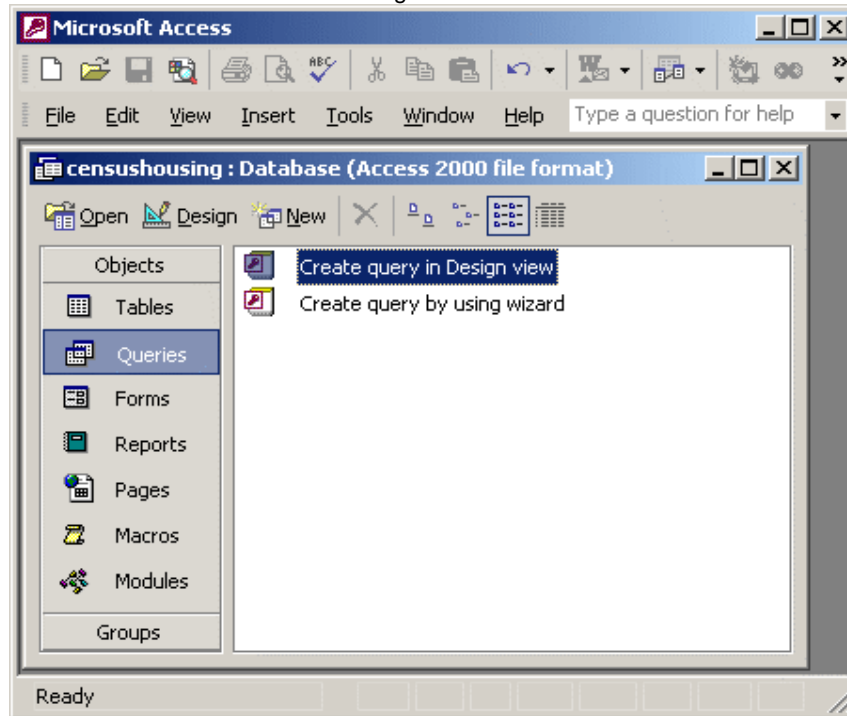 Microsoft Access
ABC
File Edit View Insert Tools Window Help Type a question for help
censushousing : Database (Access 2000 file format)
Open Design New
Objects
Tables
Queries
Forms
Reports
Pages
Macros
Modules
Groups
Create query in Design view
Create query by using wizard
Ready